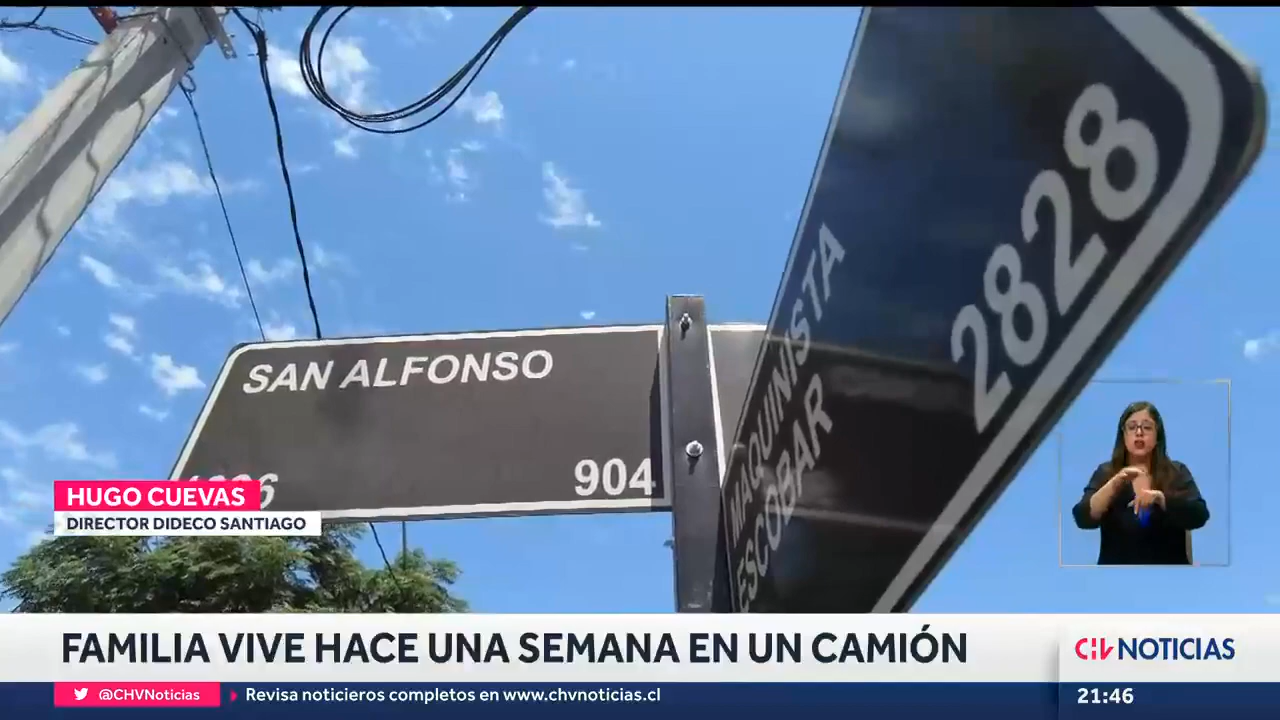 2828
MAQUINISTA
ESCOBAR
SAN ALFONSO
904
HUGO CUEVAS
DIRECTOR DIDECO SANTIAGO
FAMILIA VIVE HACE UNA SEMANA EN UN CAMIÓN
CHV NOTICIAS
@CHVNoticias
Revisa noticieros completos en www.chvnoticias.cl
21:46